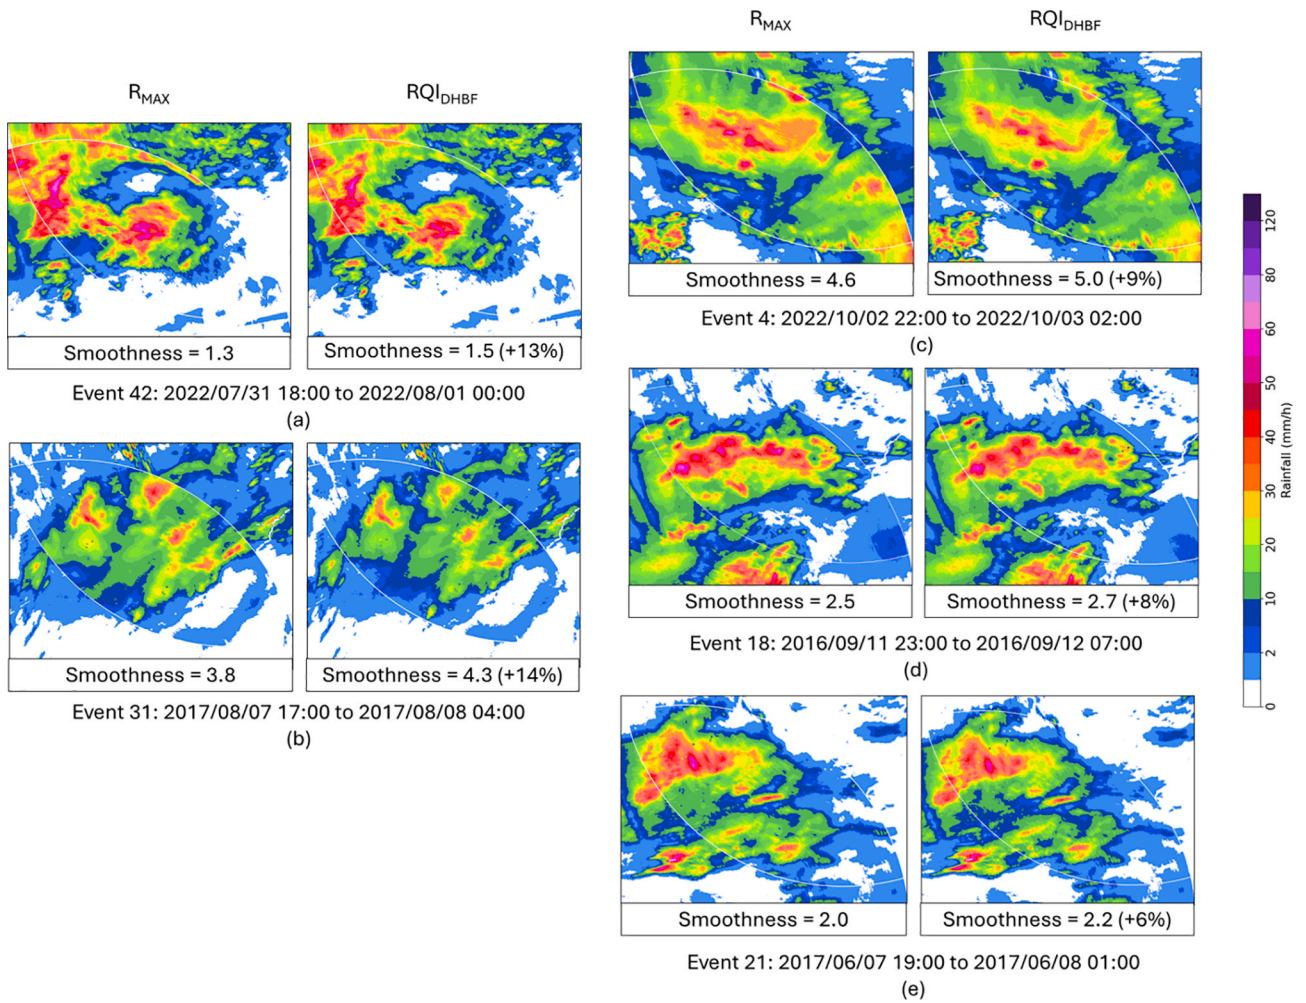 R_MAX
RQI_DHBF
Smoothness = 1.3
Smoothness = 1.5 (+13%)
Event 42: 2022/07/31 18:00 to 2022/08/01 00:00
(a)
Smoothness = 3.8
Smoothness = 4.3 (+14%)
Event 31: 2017/08/07 17:00 to 2017/08/08 04:00
(b)
R_MAX
RQI_DHBF
Smoothness = 4.6
Smoothness = 5.0 (+9%)
Event 4: 2022/10/02 22:00 to 2022/10/03 02:00
(c)
Smoothness = 2.5
Smoothness = 2.7 (+8%)
Event 18: 2016/09/11 23:00 to 2016/09/12 07:00
(d)
Smoothness = 2.0
Smoothness = 2.2 (+6%)
Event 21: 2017/06/07 19:00 to 2017/06/08 01:00
(e)
120
80
60
50
40
30
20
10
2
0
Rainfall (mm/h)